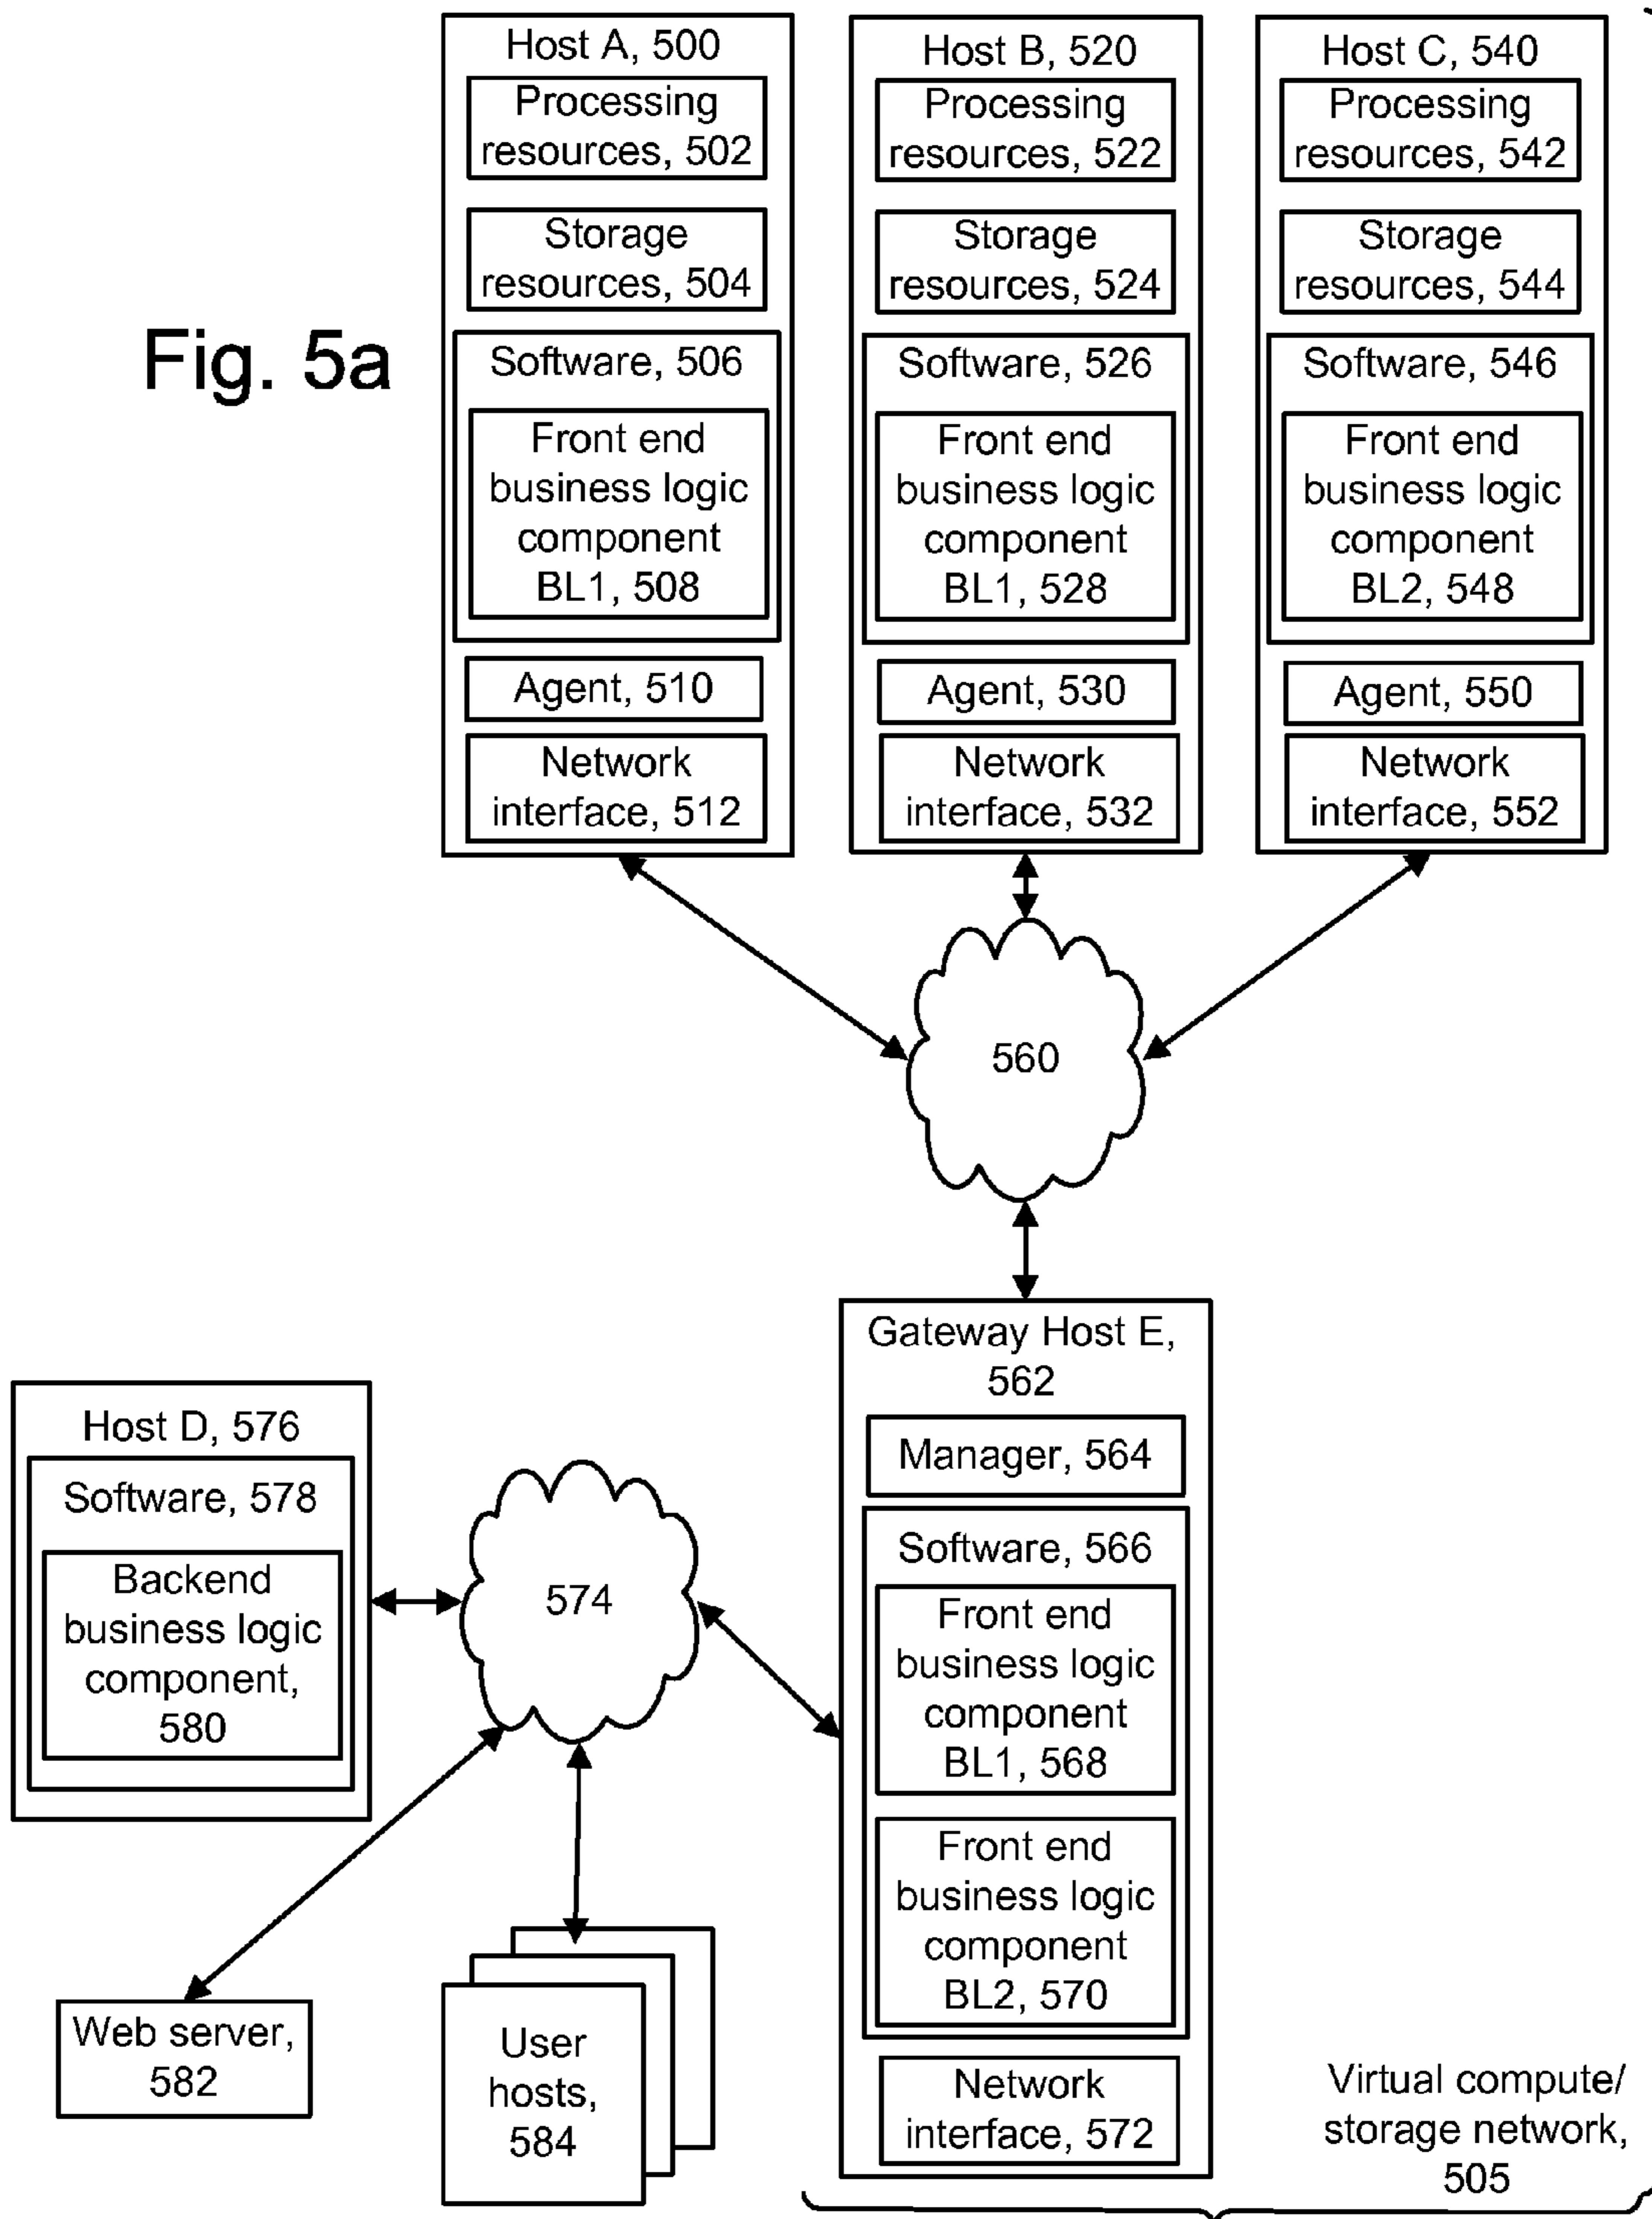 Fig. 5a
Host A, 500
Processing
resources, 502
Storage
resources, 504
Software, 506
Front end
business logic
component
BL1, 508
Agent, 510
Network
interface, 512
Host B, 520
Processing
resources, 522
Storage
resources, 524
Software, 526
Front end
business logic
component
BL1, 528
Agent, 530
Network
interface, 532
Host C, 540
Processing
resources, 542
Storage
resources, 544
Software, 546
Front end
business logic
component
BL2, 548
Agent, 550
Network
interface, 552
560
Gateway Host E,
562
Manager, 564
Software, 566
Front end
business logic
component
BL1, 568
Front end
business logic
component
BL2, 570
Network
interface, 572
Host D, 576
Software, 578
Backend
business logic
component,
580
574
Web server,
582
User
hosts,
584
Virtual compute/
storage network,
505